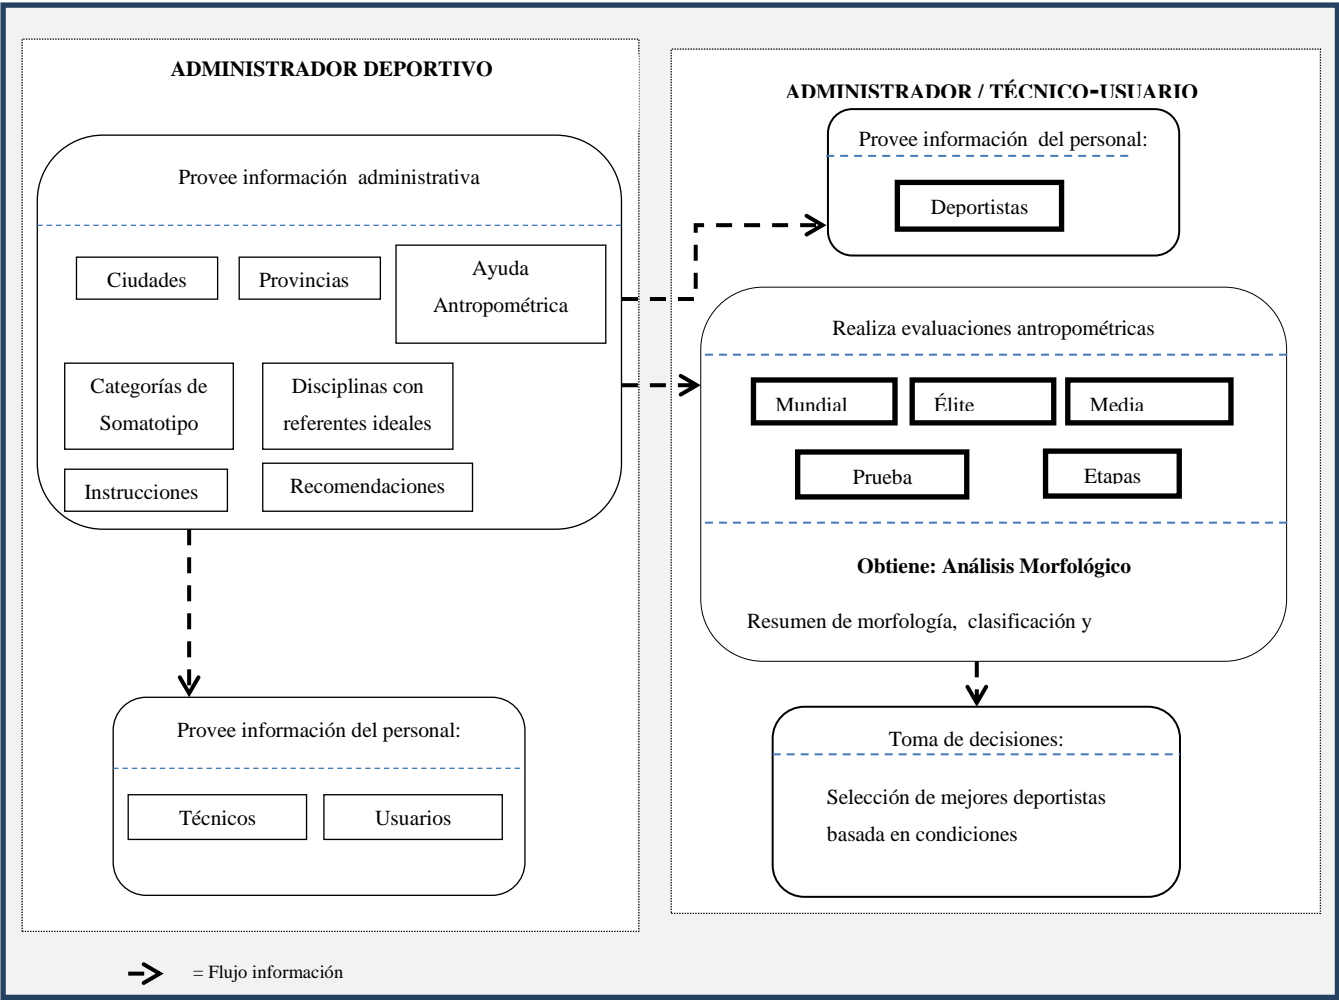 ADMINISTRADOR DEPORTIVO
Provee información administrativa
Ciudades
Provincias
Ayuda
Antropométrica
Categorías de
Somatotipo
Disciplinas con
referentes ideales
Instrucciones
Recomendaciones
Provee información del personal:
Técnicos
Usuarios
ADMINISTRADOR / TÉCNICO-USUARIO
Provee información del personal:
Deportistas
Realiza evaluaciones antropométricas
Mundial
Élite
Media
Prueba
Etapas
Obtiene: Análisis Morfológico
Resumen de morfología, clasificación y
Toma de decisiones:
Selección de mejores deportistas
basada en condiciones
= Flujo información